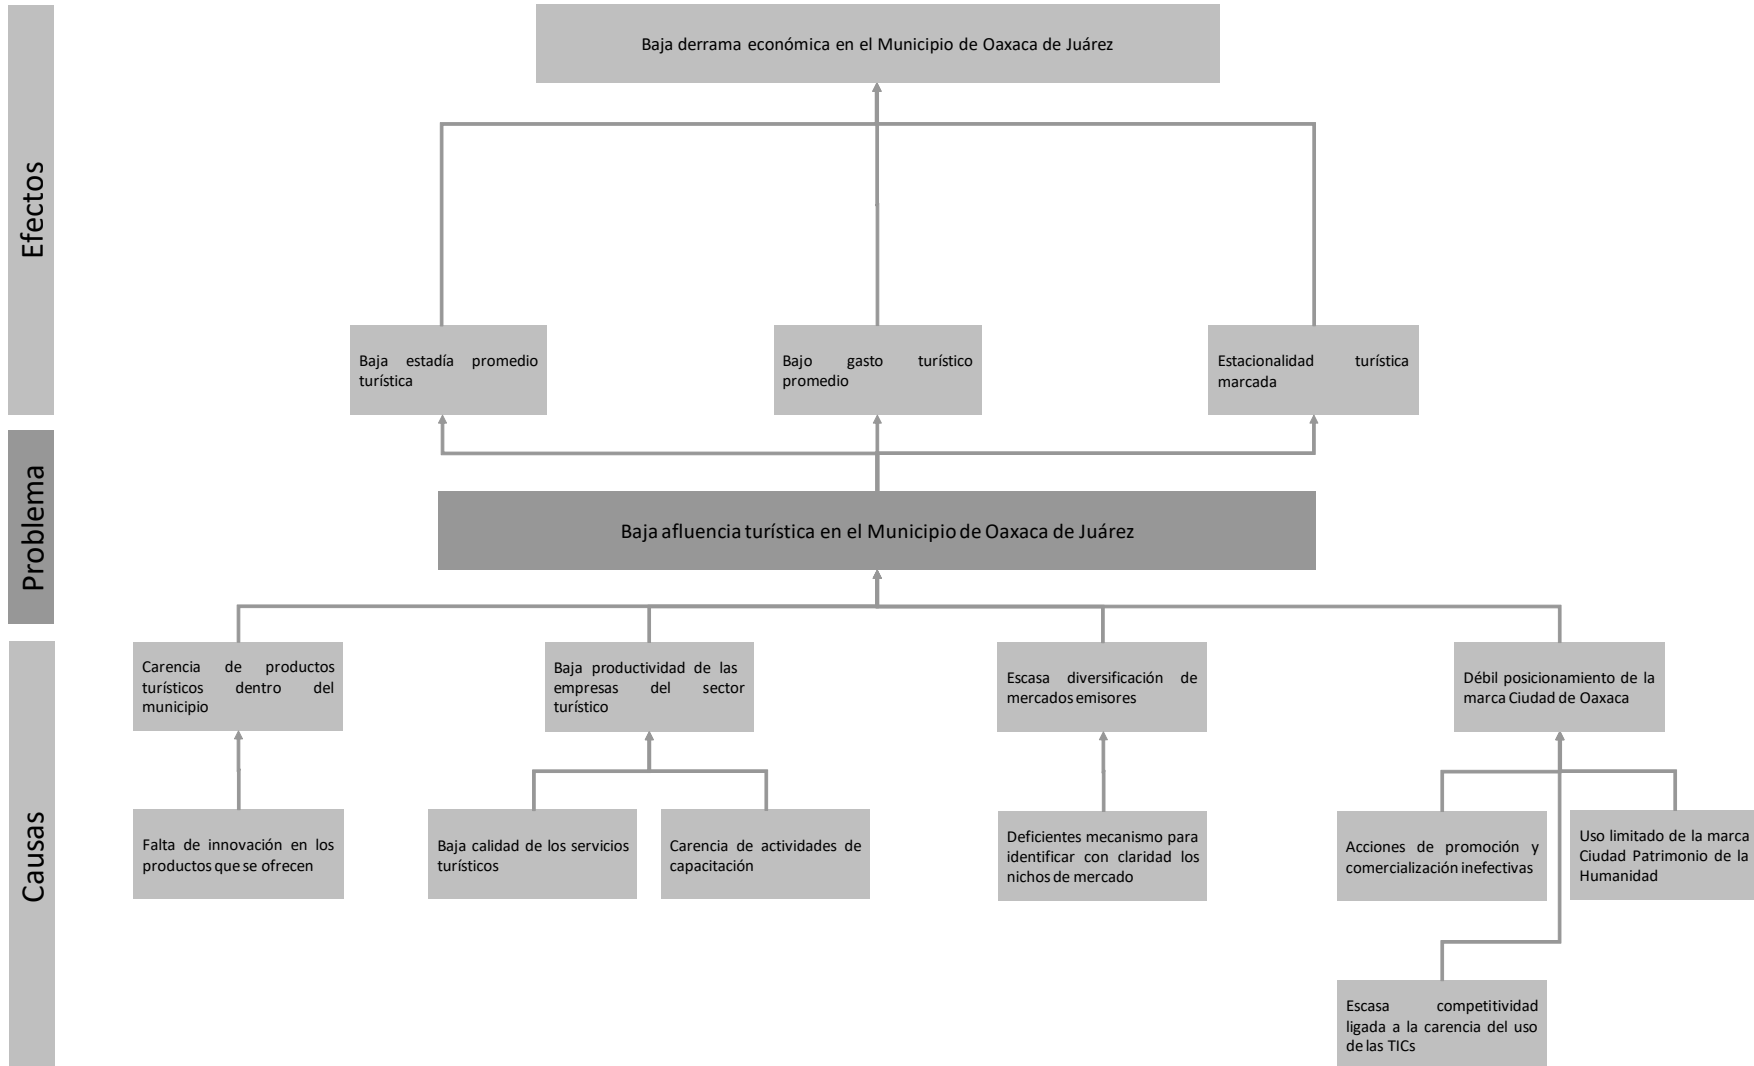 Efectos
Baja derrama económica en el Municipio de Oaxaca de Juárez
Baja estadía promedio
turística
Bajo gasto turístico
promedio
Estacionalidad turística
marcada
Problema
Baja afluencia turística en el Municipio de Oaxaca de Juárez
Causas
Carencia de productos
turísticos dentro del
municipio
Baja productividad de las
empresas del sector
turístico
Escasa diversificación de
mercados emisores
Débil posicionamiento de la
marca Ciudad de Oaxaca
Falta de innovación en los
productos que se ofrecen
Baja calidad de los servicios
turísticos
Carencia de actividades de
capacitación
Deficientes mecanismo para
identificar con claridad los
nichos de mercado
Acciones de promoción y
comercialización inefectivas
Uso limitado de la marca
Ciudad Patrimonio de la
Humanidad
Escasa competitividad
ligada a la carencia del uso
de las TICs